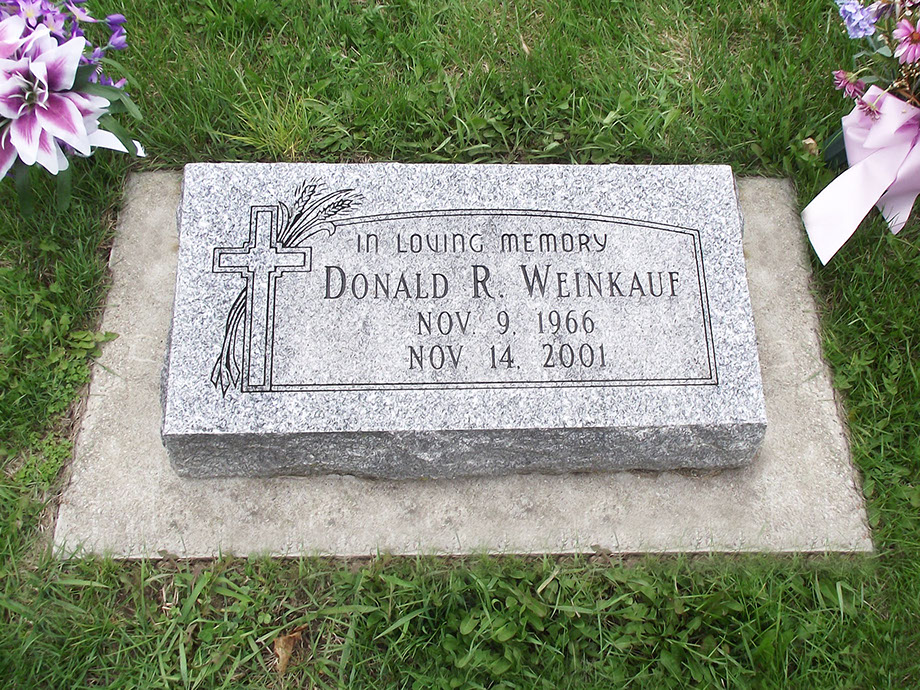 IN LOVING MEMORY
DONALD R. WEINKAUF
NOV. 9, 1966
NOV. 14, 2001